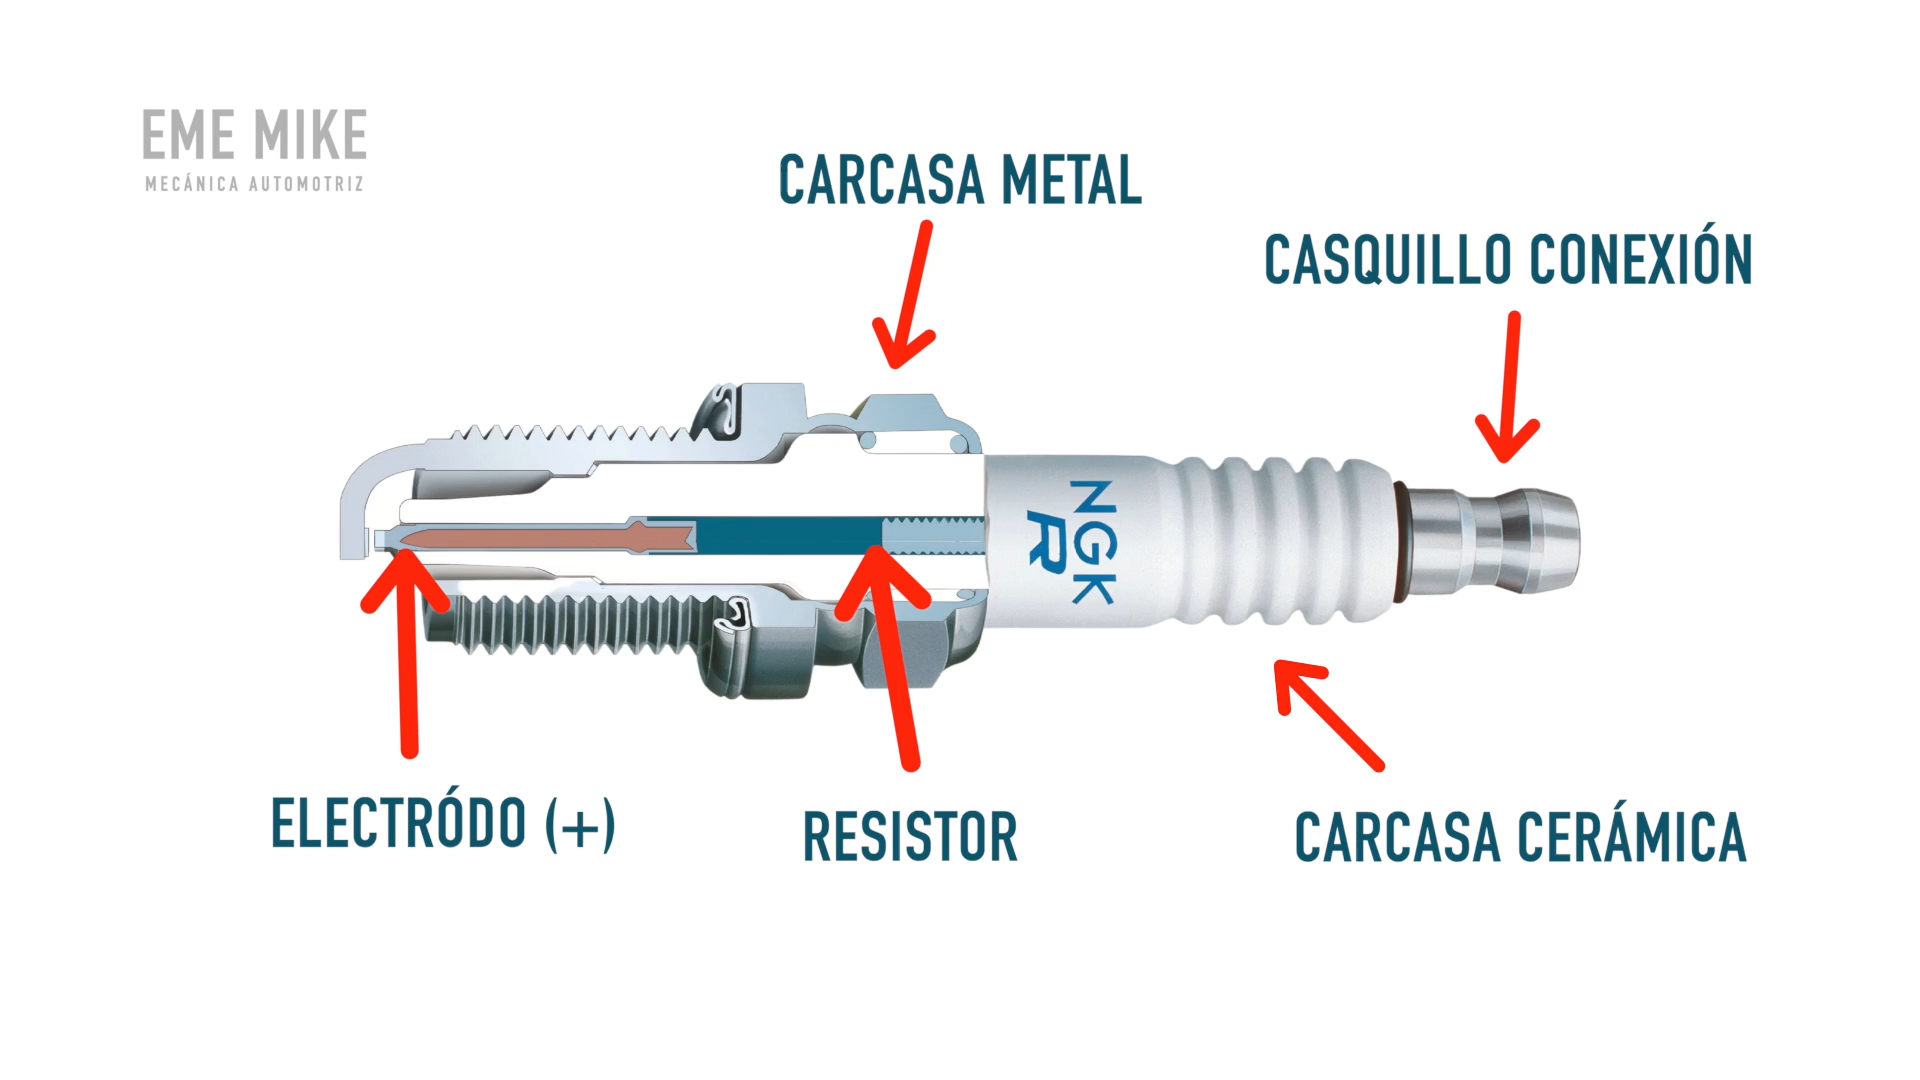 EME MIKE
MECÁNICA AUTOMOTRIZ
CARCASA METAL
CASQUILLO CONEXIÓN
NGK
R
ELECTRÓDO (+)
RESISTOR
CARCASA CERÁMICA